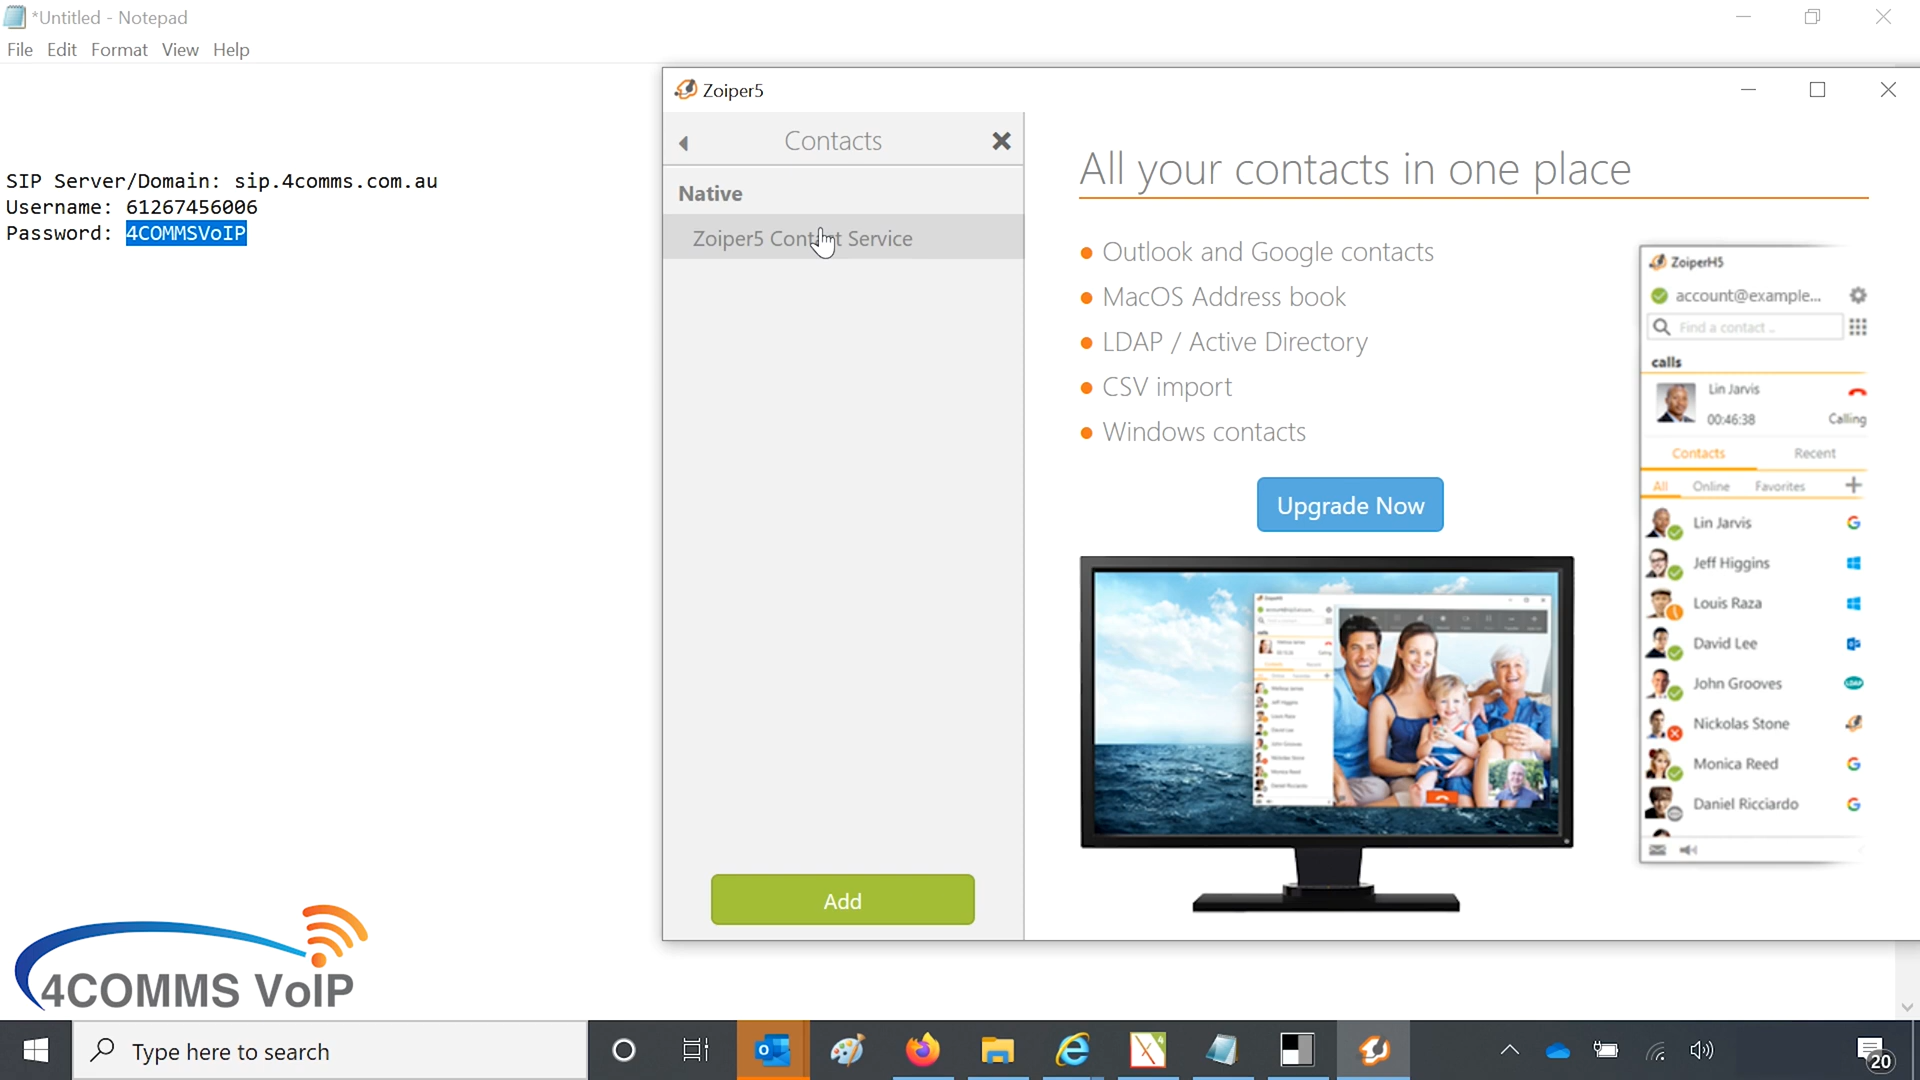 *Untitled - Notepad
File Edit Format View Help
SIP Server/Domain: sip.4comms.com.au
Username: 61267456006
Password: 4COMMSVoIP
4COMMS VoIP
Zoiper5
Contacts
Native
Zoiper5 Contact Service
Add
All your contacts in one place
Outlook and Google contacts
MacOS Address book
LDAP / Active Directory
CSV import
Windows contacts
Upgrade Now
ZoiperH5
account@example...
Find a contact ..
calls
Lin Jarvis
00:46:38 Calling
Contacts Recent
All Online Favorites
Lin Jarvis
Jeff Higgins
Louis Raza
David Lee
John Grooves
LDAP
Nickolas Stone
Monica Reed
Daniel Ricciardo
Type here to search
20